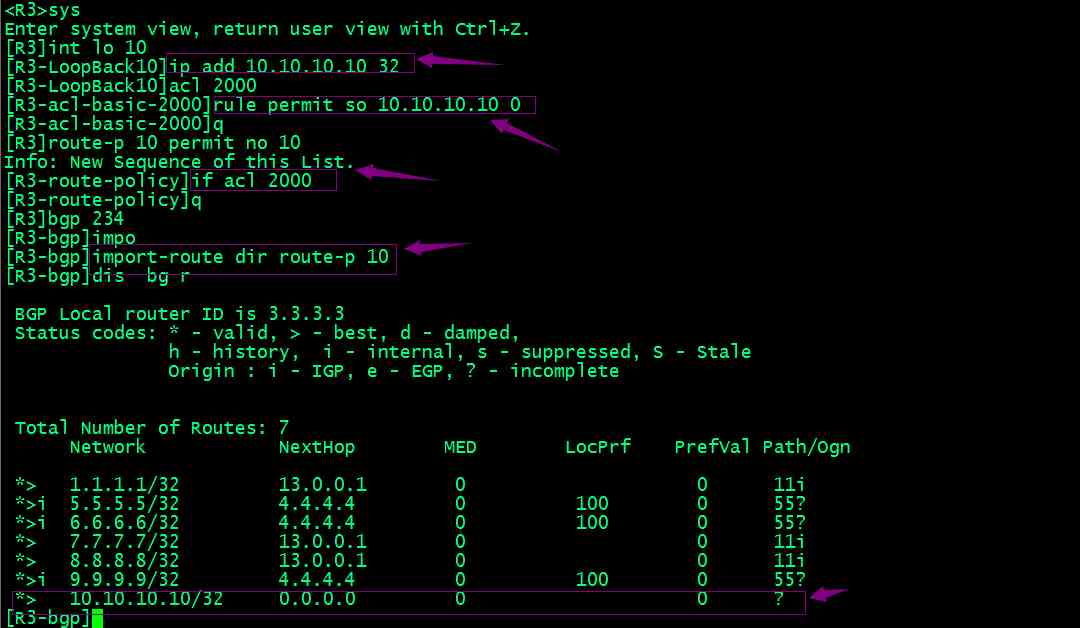 <R3>sys
Enter system view, return user view with Ctrl+Z.
[R3]int lo 10
[R3-LoopBack10]ip add 10.10.10.10 32
[R3-LoopBack10]acl 2000
[R3-acl-basic-2000]rule permit so 10.10.10.10 0
[R3-acl-basic-2000]q
[R3]route-p 10 permit no 10
Info: New Sequence of this List.
[R3-route-policy]if acl 2000
[R3-route-policy]q
[R3]bgp 234
[R3-bgp]impo
[R3-bgp]import-route dir route-p 10
[R3-bgp]dis  bg r
BGP Local router ID is 3.3.3.3
Status codes: * - valid, > - best, d - damped,
h - history,  i - internal, s - suppressed, S - Stale
Origin : i - IGP, e - EGP, ? - incomplete
Total Number of Routes: 7
Network NextHop MED LocPrf PrefVal Path/Ogn
*> 1.1.1.1/32 13.0.0.1 0 0 11i
*>i 5.5.5.5/32 4.4.4.4 0 100 0 55?
*>i 6.6.6.6/32 4.4.4.4 0 100 0 55?
*> 7.7.7.7/32 13.0.0.1 0 0 11i
*> 8.8.8.8/32 13.0.0.1 0 0 11i
*>i 9.9.9.9/32 4.4.4.4 0 100 0 55?
*> 10.10.10.10/32 0.0.0.0 0 0 ?
[R3-bgp]